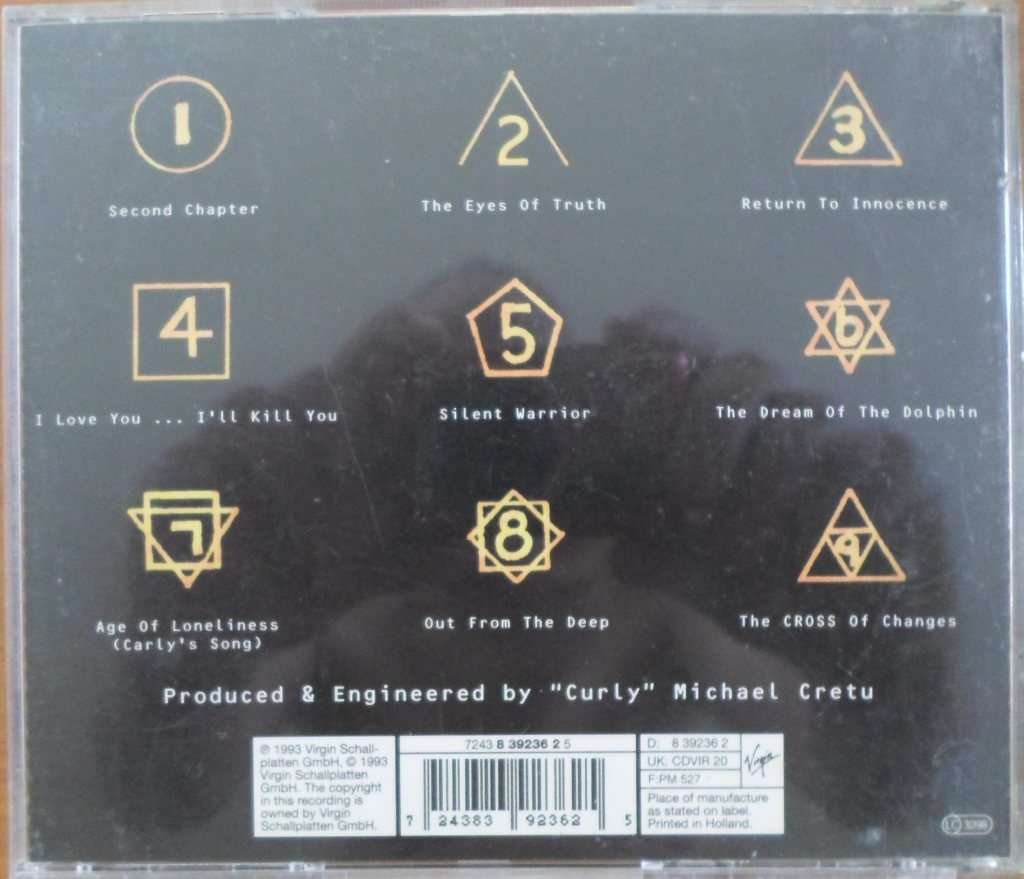 1
2
3
Second Chapter
The Eyes Of Truth
Return To Innocence
4
5
6
I Love You ... I'll Kill You
Silent Warrior
The Dream Of The Dolphin
7
8
9
Age Of Loneliness
(Carly's Song)
Out From The Deep
The CROSS Of Changes
Produced & Engineered by "Curly" Michael Cretu
℗ 1993 Virgin Schall-
platten GmbH, © 1993
Virgin Schallplatten
GmbH. The copyright
in this recording is
owned by Virgin
Schallplatten GmbH.
7243 8 39236 2 5
7 24383 92362 5
D: 8 39236 2
UK: CDVIR 20
F:PM 527
Virgin
Place of manufacture
as stated on label.
Printed in Holland.
LC 3098